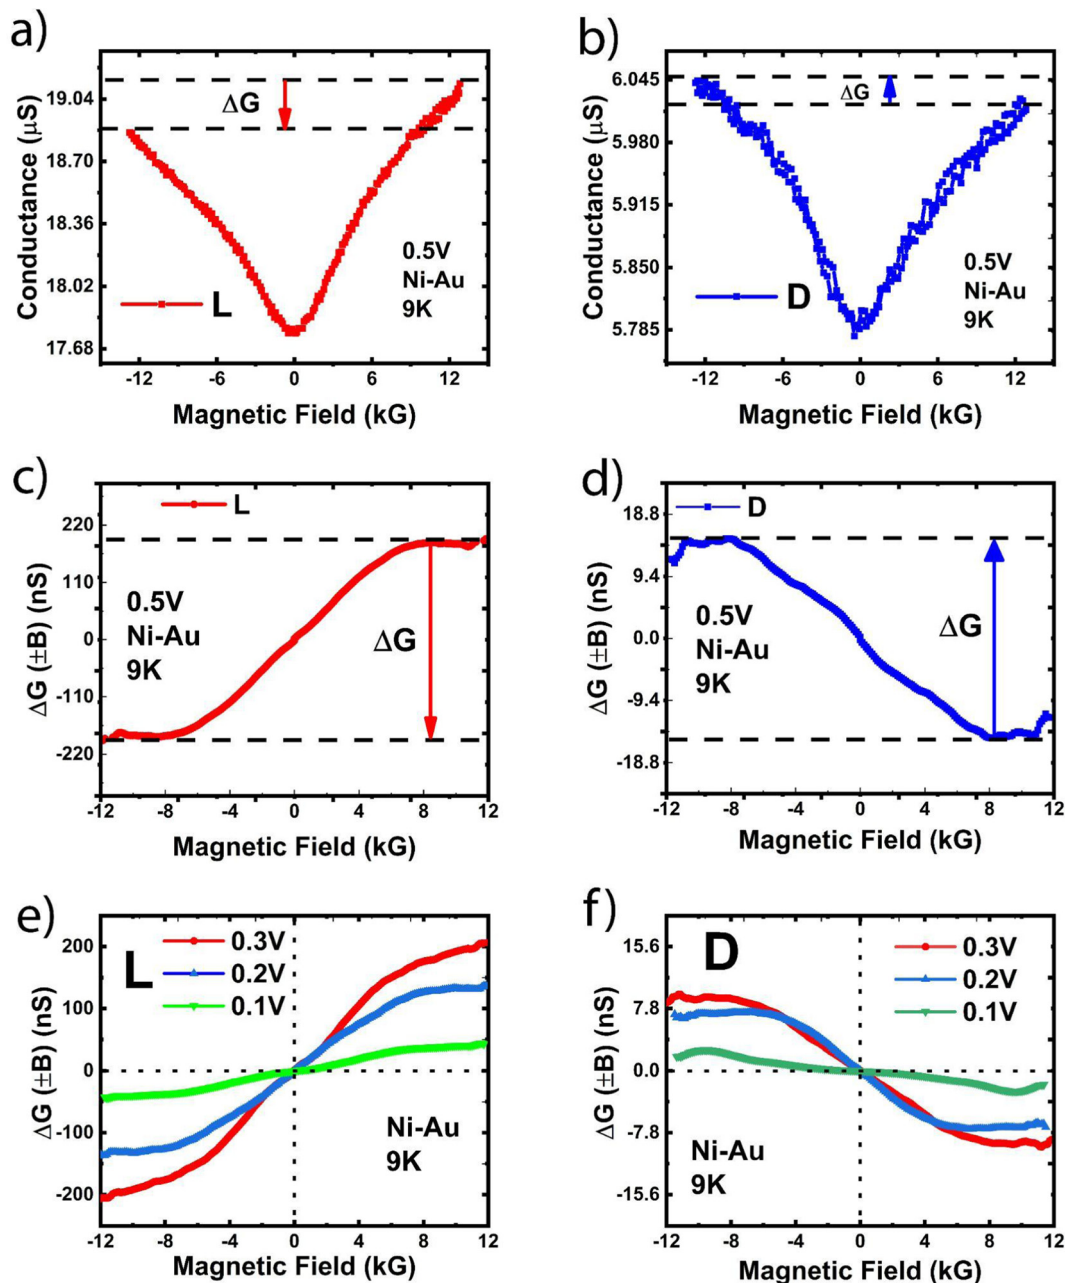 a)
19.04
18.70
18.36
18.02
17.68
Conductance (μS)
ΔG
0.5V
Ni-Au
9K
L
-12 -6 0 6 12
Magnetic Field (kG)
b)
6.045
5.980
5.915
5.850
5.785
Conductance (μS)
ΔG
0.5V
Ni-Au
9K
D
-12 -6 0 6 12
Magnetic Field (kG)
c)
L
220
110
0
-110
-220
ΔG (±B) (nS)
0.5V
Ni-Au
9K
ΔG
-12 -8 -4 0 4 8 12
Magnetic Field (kG)
d)
D
18.8
9.4
0.0
-9.4
-18.8
ΔG (±B) (nS)
0.5V
Ni-Au
9K
ΔG
-12 -8 -4 0 4 8 12
Magnetic Field (kG)
e)
L
0.3V
0.2V
0.1V
200
100
0
-100
-200
ΔG (±B) (nS)
Ni-Au
9K
-12 -8 -4 0 4 8 12
Magnetic Field (kG)
f)
D
0.3V
0.2V
0.1V
15.6
7.8
0.0
-7.8
-15.6
ΔG (±B) (nS)
Ni-Au
9K
-12 -8 -4 0 4 8 12
Magnetic Field (kG)